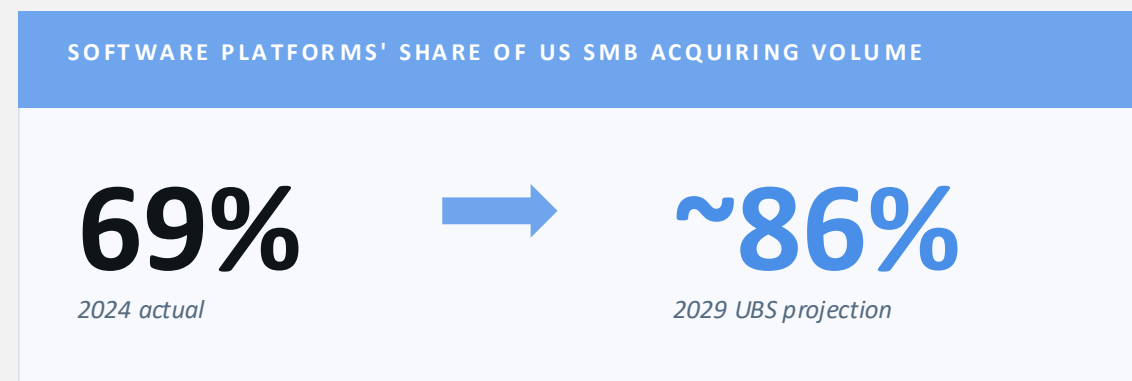 SOFTWARE PLATFORMS' SHARE OF US SMB ACQUIRING VOLUME
69% ~86%
2024 actual 2029 UBS projection